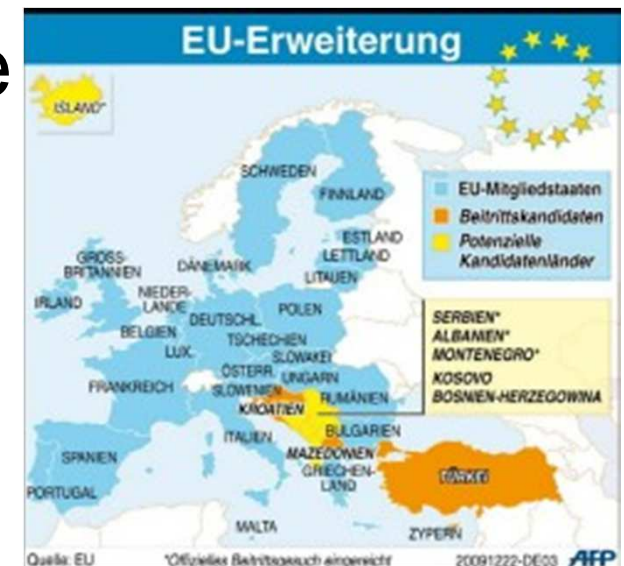 e
EU-Erweiterung
ISLAND*
SCHWEDEN
FINNLAND
EU-Mitgliedstaaten
Beitrittskandidaten
Potenzielle
Kandidatenländer
ESTLAND
LETTLAND
LITAUEN
GROSS-
BRITANNIEN
DÄNEMARK
IRLAND
NIEDER-
LANDE
DEUTSCHL.
POLEN
BELGIEN
TSCHECHIEN
LUX.
SLOWAKEI
ÖSTERR.
UNGARN
FRANKREICH
SLOWENIEN
RUMÄNIEN
KROATIEN
SERBIEN*
ALBANIEN*
MONTENEGRO*
KOSOVO
BOSNIEN-HERZEGOWINA
ITALIEN
BULGARIEN
MAZEDONIEN
SPANIEN
GRIECHEN-
LAND
TÜRKEI
PORTUGAL
MALTA
ZYPERN
Quelle: EU
*Offizielles Beitrittsgesuch eingereicht
20091222-DE03
AFP